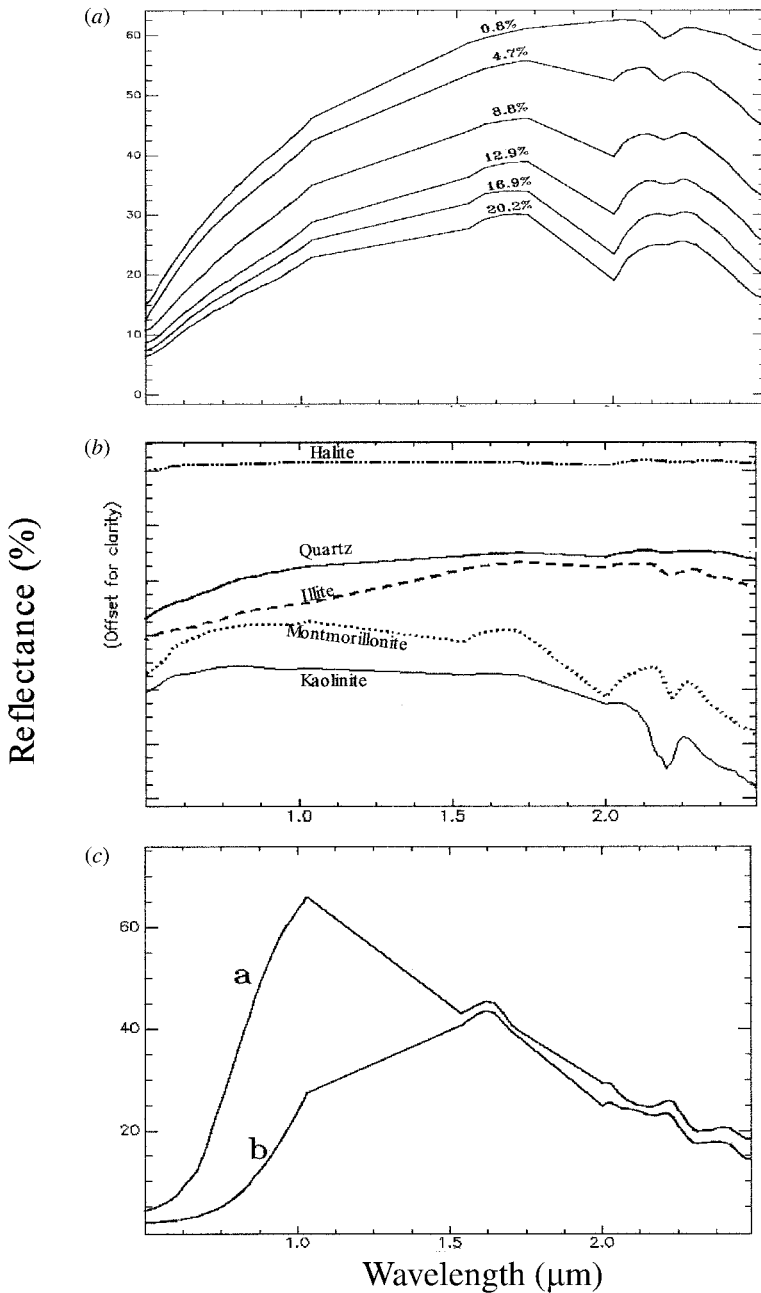 (a)
60
50
40
30
20
10
0
0.8%
4.7%
8.8%
12.9%
16.9%
20.2%
(b)
Reflectance (%)
(Offset for clarity)
Halite
Quartz
Illite
Montmorillonite
Kaolinite
1.0
1.5
2.0
(c)
60
40
20
a
b
1.0
1.5
2.0
Wavelength (μm)